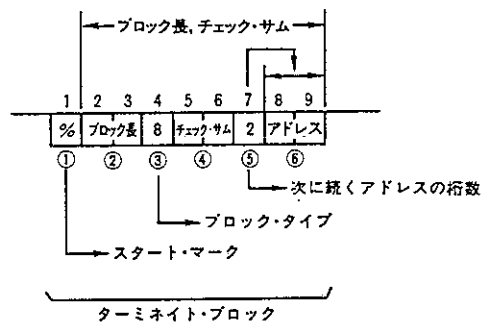 ブロック長,チェック・サム
1 2 3 4 5 6 7 8 9
% ブロック長 8 チェック・サム 2 アドレス
① ② ③ ④ ⑤ ⑥
次に続くアドレスの桁数
ブロック・タイプ
スタート・マーク
ターミネイト・ブロック